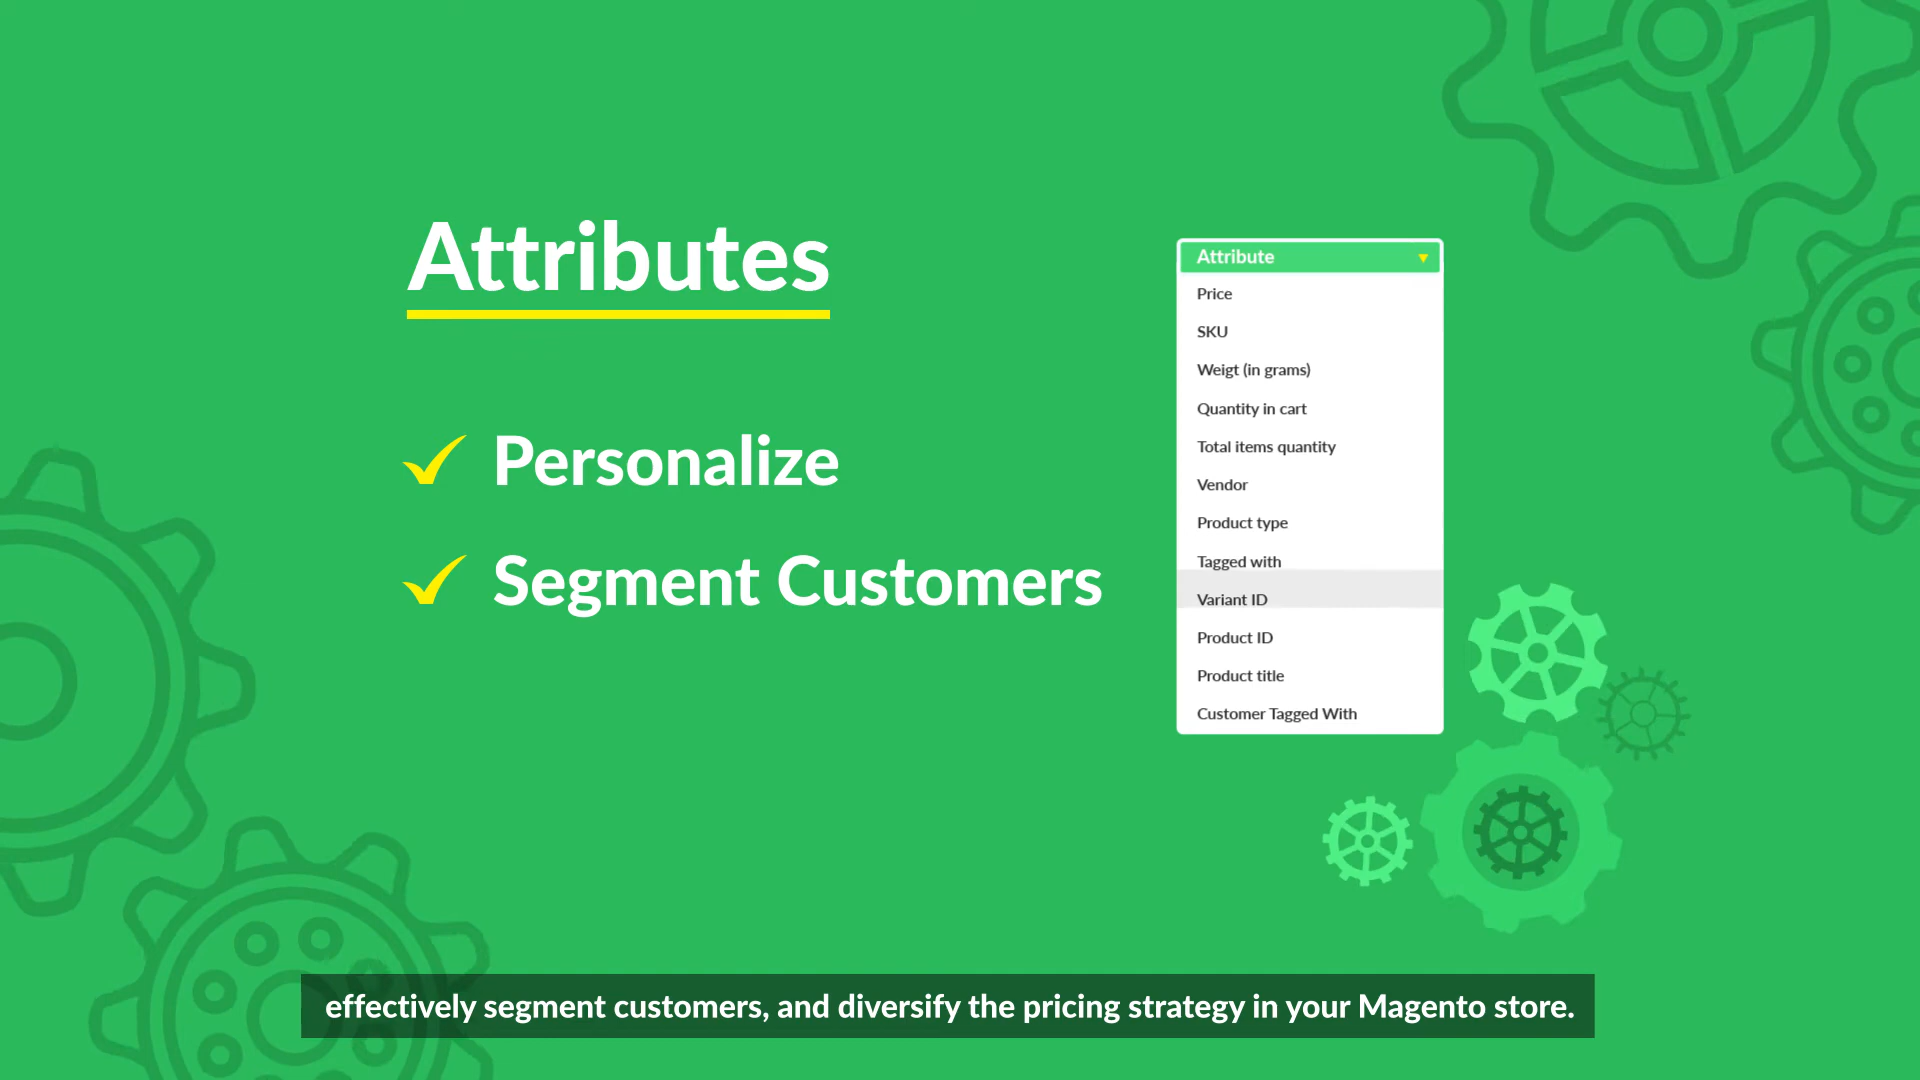 Attributes
Personalize
Segment Customers
Attribute
Price
SKU
Weigt (in grams)
Quantity in cart
Total items quantity
Vendor
Product type
Tagged with
Variant ID
Product ID
Product title
Customer Tagged With
effectively segment customers, and diversify the pricing strategy in your Magento store.